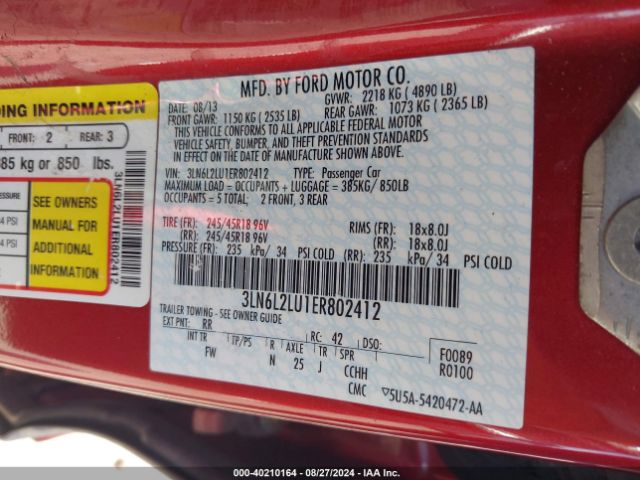 DING INFORMATION
FRONT: 2 REAR: 3
385 kg or 850 lbs.
SEE OWNERS
MANUAL FOR
ADDITIONAL
INFORMATION
3LN6L2LU1ER802412
MFD. BY FORD MOTOR CO.
DATE: 08/13 GVWR: 2218 KG ( 4890 LB)
FRONT GAWR: 1150 KG ( 2535 LB) REAR GAWR: 1073 KG ( 2365 LB)
THIS VEHICLE CONFORMS TO ALL APPLICABLE FEDERAL MOTOR
VEHICLE SAFETY, BUMPER, AND THEFT PREVENTION STANDARDS
IN EFFECT ON THE DATE OF MANUFACTURE SHOWN ABOVE.
VIN: 3LN6L2LU1ER802412 TYPE: Passenger Car
MAXIMUM LOAD = OCCUPANTS + LUGGAGE = 385KG/ 850LB
OCCUPANTS = 5 TOTAL: 2 FRONT, 3 REAR
TIRE (FR): 245/45R18 96V RIMS (FR): 18x8.0J
(RR): 245/45R18 96V (RR): 18x8.0J
PRESSURE (FR): 235 kPa/ 34 PSI COLD (RR): 235 kPa/ 34 PSI COLD
3LN6L2LU1ER802412
TRAILER TOWING - SEE OWNER GUIDE
EXT PNT: RR RC: 42 DSO:
INT TR TP/PS R AXLE TR SPR F0089
FW N 25 J CCHH R0100
CMC 5U5A-5420472-AA
000-40210164 - 08/27/2024 - IAA Inc.